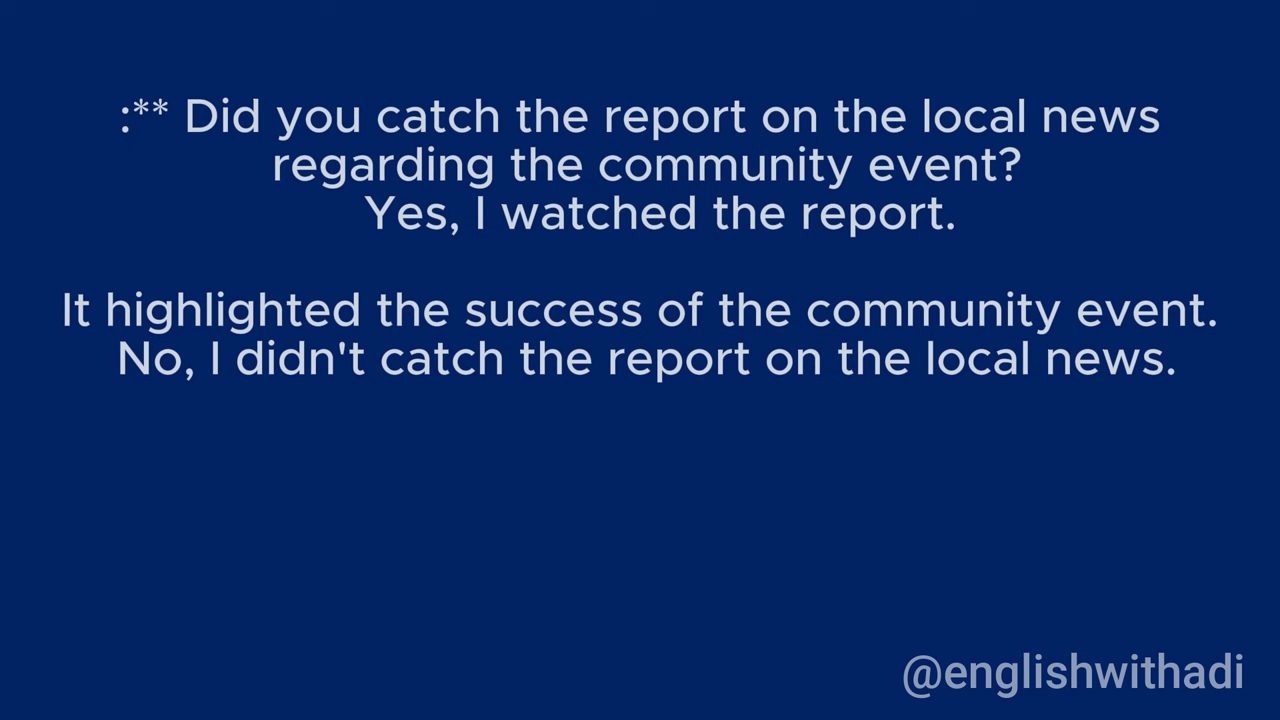 :** Did you catch the report on the local news
regarding the community event?
Yes, I watched the report.
It highlighted the success of the community event.
No, I didn't catch the report on the local news.
@englishwithadi